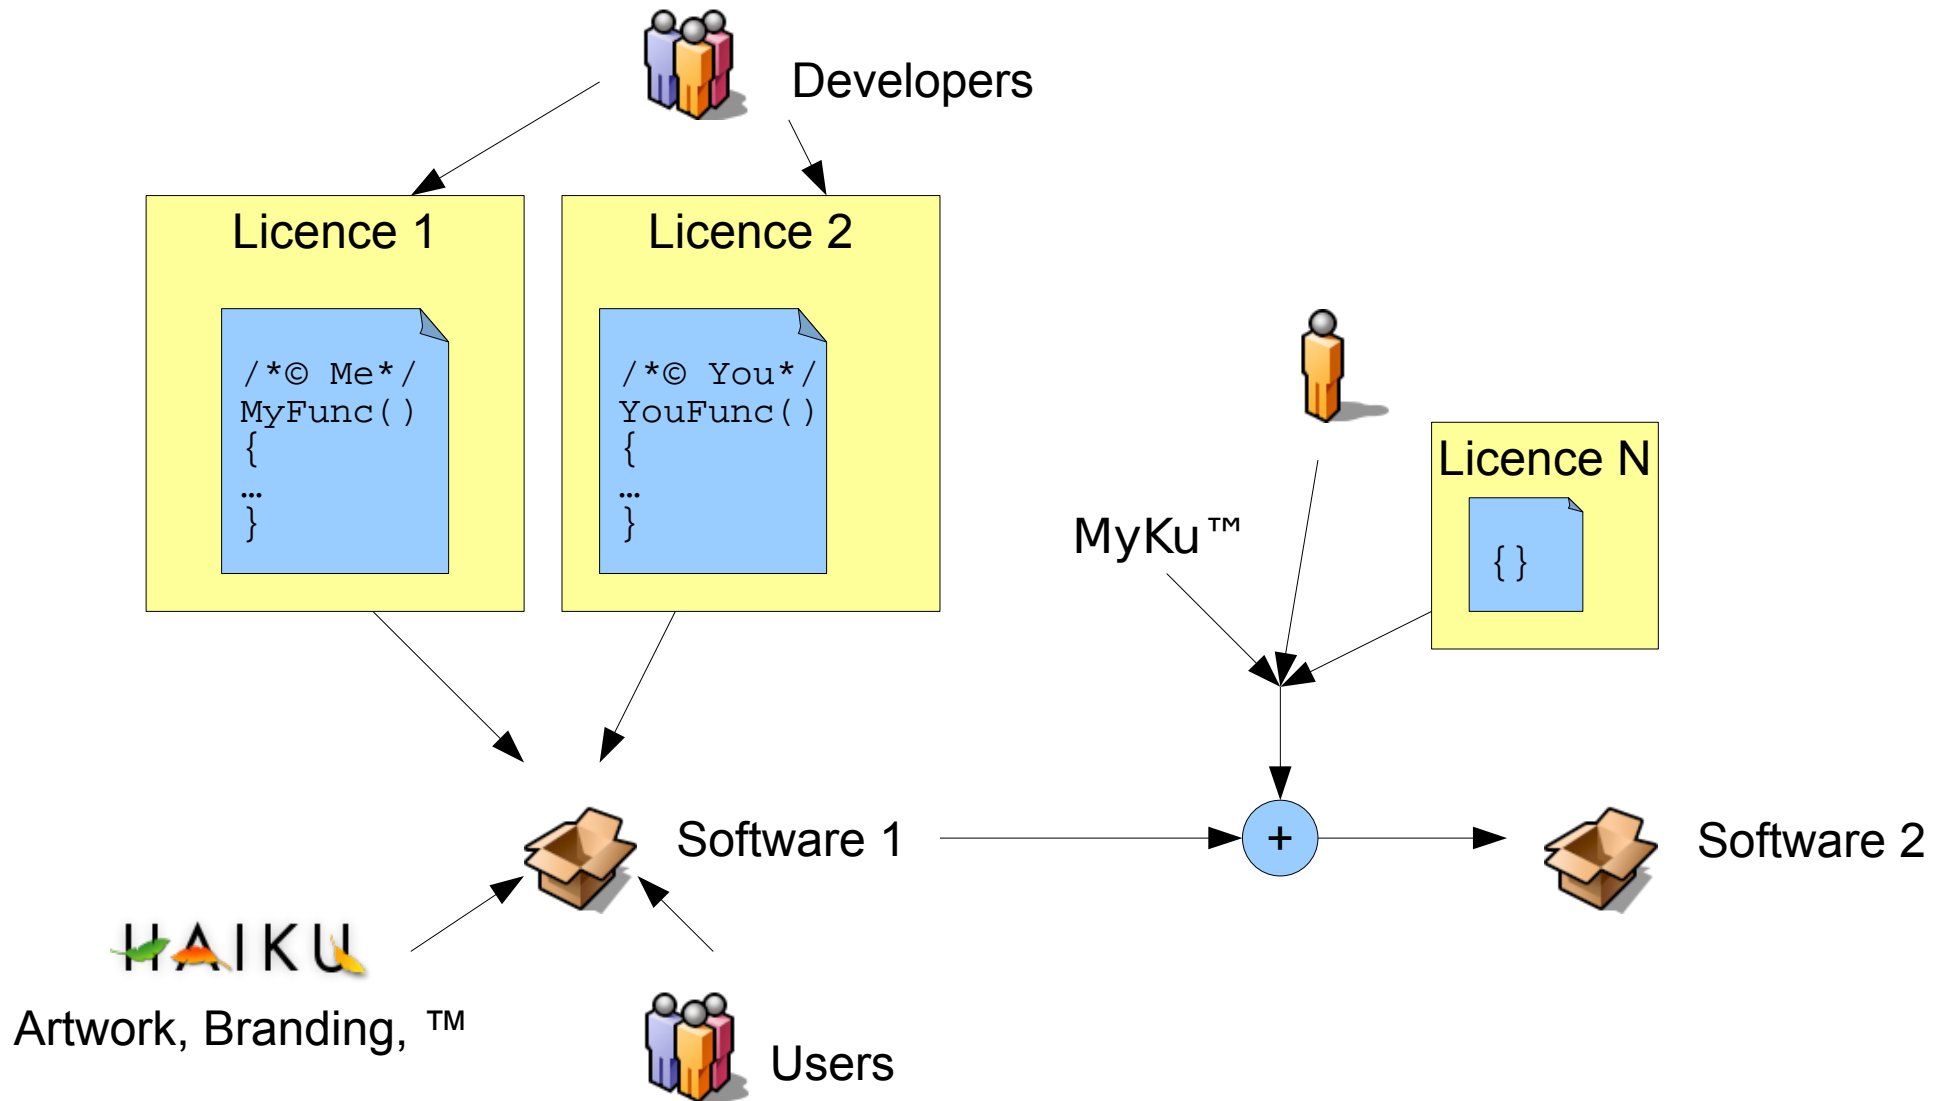 Developers
Licence 1
/*© Me*/
MyFunc()
{
…
}
Licence 2
/*© You*/
YouFunc()
{
…
}
Licence N
{}
MyKu™
Software 1
+
Software 2
HAIKU
Artwork, Branding, ™
Users